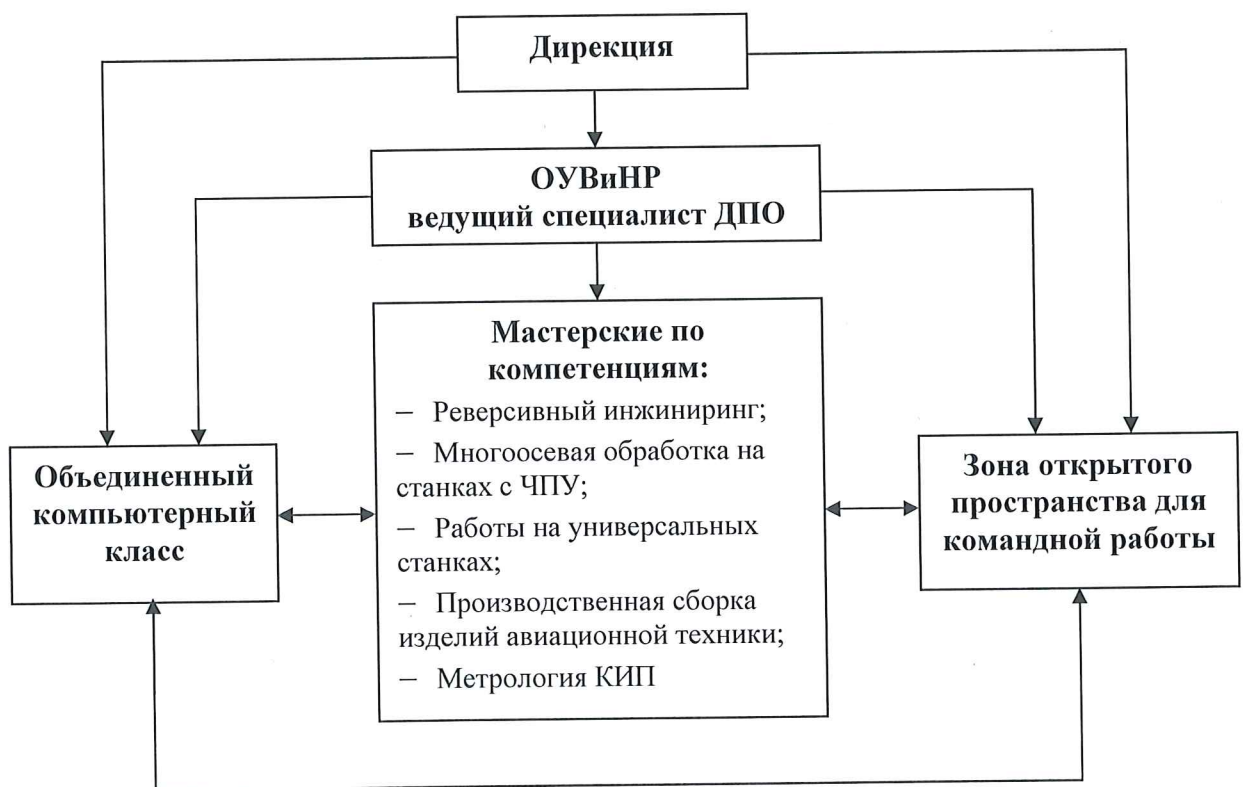 Дирекция
ОУВиНР
ведущий специалист ДПО
Мастерские по
компетенциям:
– Реверсивный инжиниринг;
– Многоосевая обработка на
станках с ЧПУ;
– Работы на универсальных
станках;
– Производственная сборка
изделий авиационной техники;
– Метрология КИП
Объединенный
компьютерный
класс
Зона открытого
пространства для
командной работы